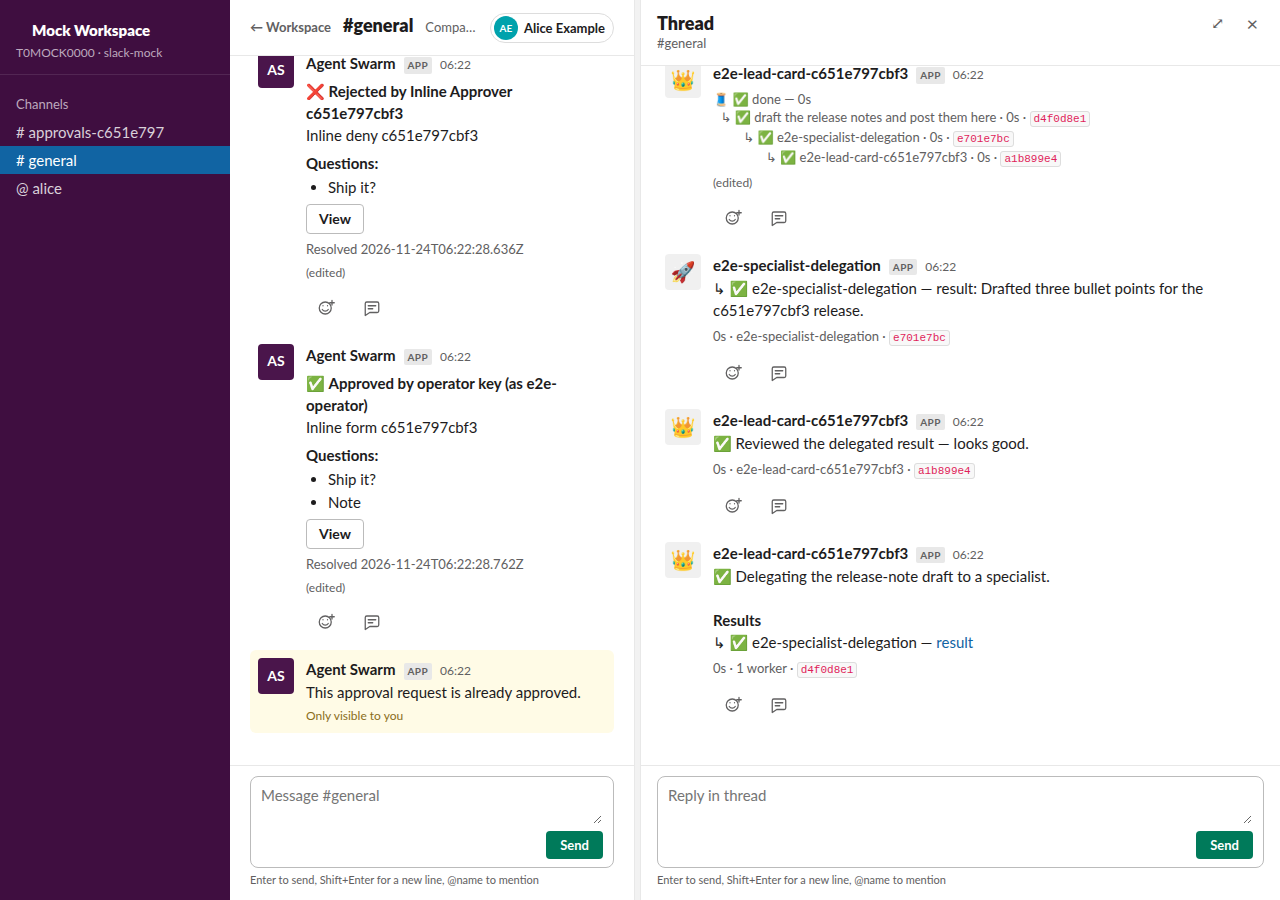 Mock Workspace
T0MOCK0000 · slack-mock
Channels
# approvals-c651e797
# general
@ alice
← Workspace #general Compa... AE Alice Example
AS Agent Swarm APP 06:22
❌ Rejected by Inline Approver
c651e797cbf3
Inline deny c651e797cbf3
Questions:
• Ship it?
View
Resolved 2026-11-24T06:22:28.636Z
(edited)
AS Agent Swarm APP 06:22
✅ Approved by operator key (as e2e-
operator)
Inline form c651e797cbf3
Questions:
• Ship it?
• Note
View
Resolved 2026-11-24T06:22:28.762Z
(edited)
AS Agent Swarm APP 06:22
This approval request is already approved.
Only visible to you
Message #general
Send
Enter to send, Shift+Enter for a new line, @name to mention
Thread
#general
e2e-lead-card-c651e797cbf3 APP 06:22
🧵 ✅ done — 0s
↳ ✅ draft the release notes and post them here · 0s · d4f0d8e1
↳ ✅ e2e-specialist-delegation · 0s · e701e7bc
↳ ✅ e2e-lead-card-c651e797cbf3 · 0s · a1b899e4
(edited)
e2e-specialist-delegation APP 06:22
↳ ✅ e2e-specialist-delegation — result: Drafted three bullet points for the
c651e797cbf3 release.
0s · e2e-specialist-delegation · e701e7bc
e2e-lead-card-c651e797cbf3 APP 06:22
✅ Reviewed the delegated result — looks good.
0s · e2e-lead-card-c651e797cbf3 · a1b899e4
e2e-lead-card-c651e797cbf3 APP 06:22
✅ Delegating the release-note draft to a specialist.
Results
↳ ✅ e2e-specialist-delegation — result
0s · 1 worker · d4f0d8e1
Reply in thread
Send
Enter to send, Shift+Enter for a new line, @name to mention